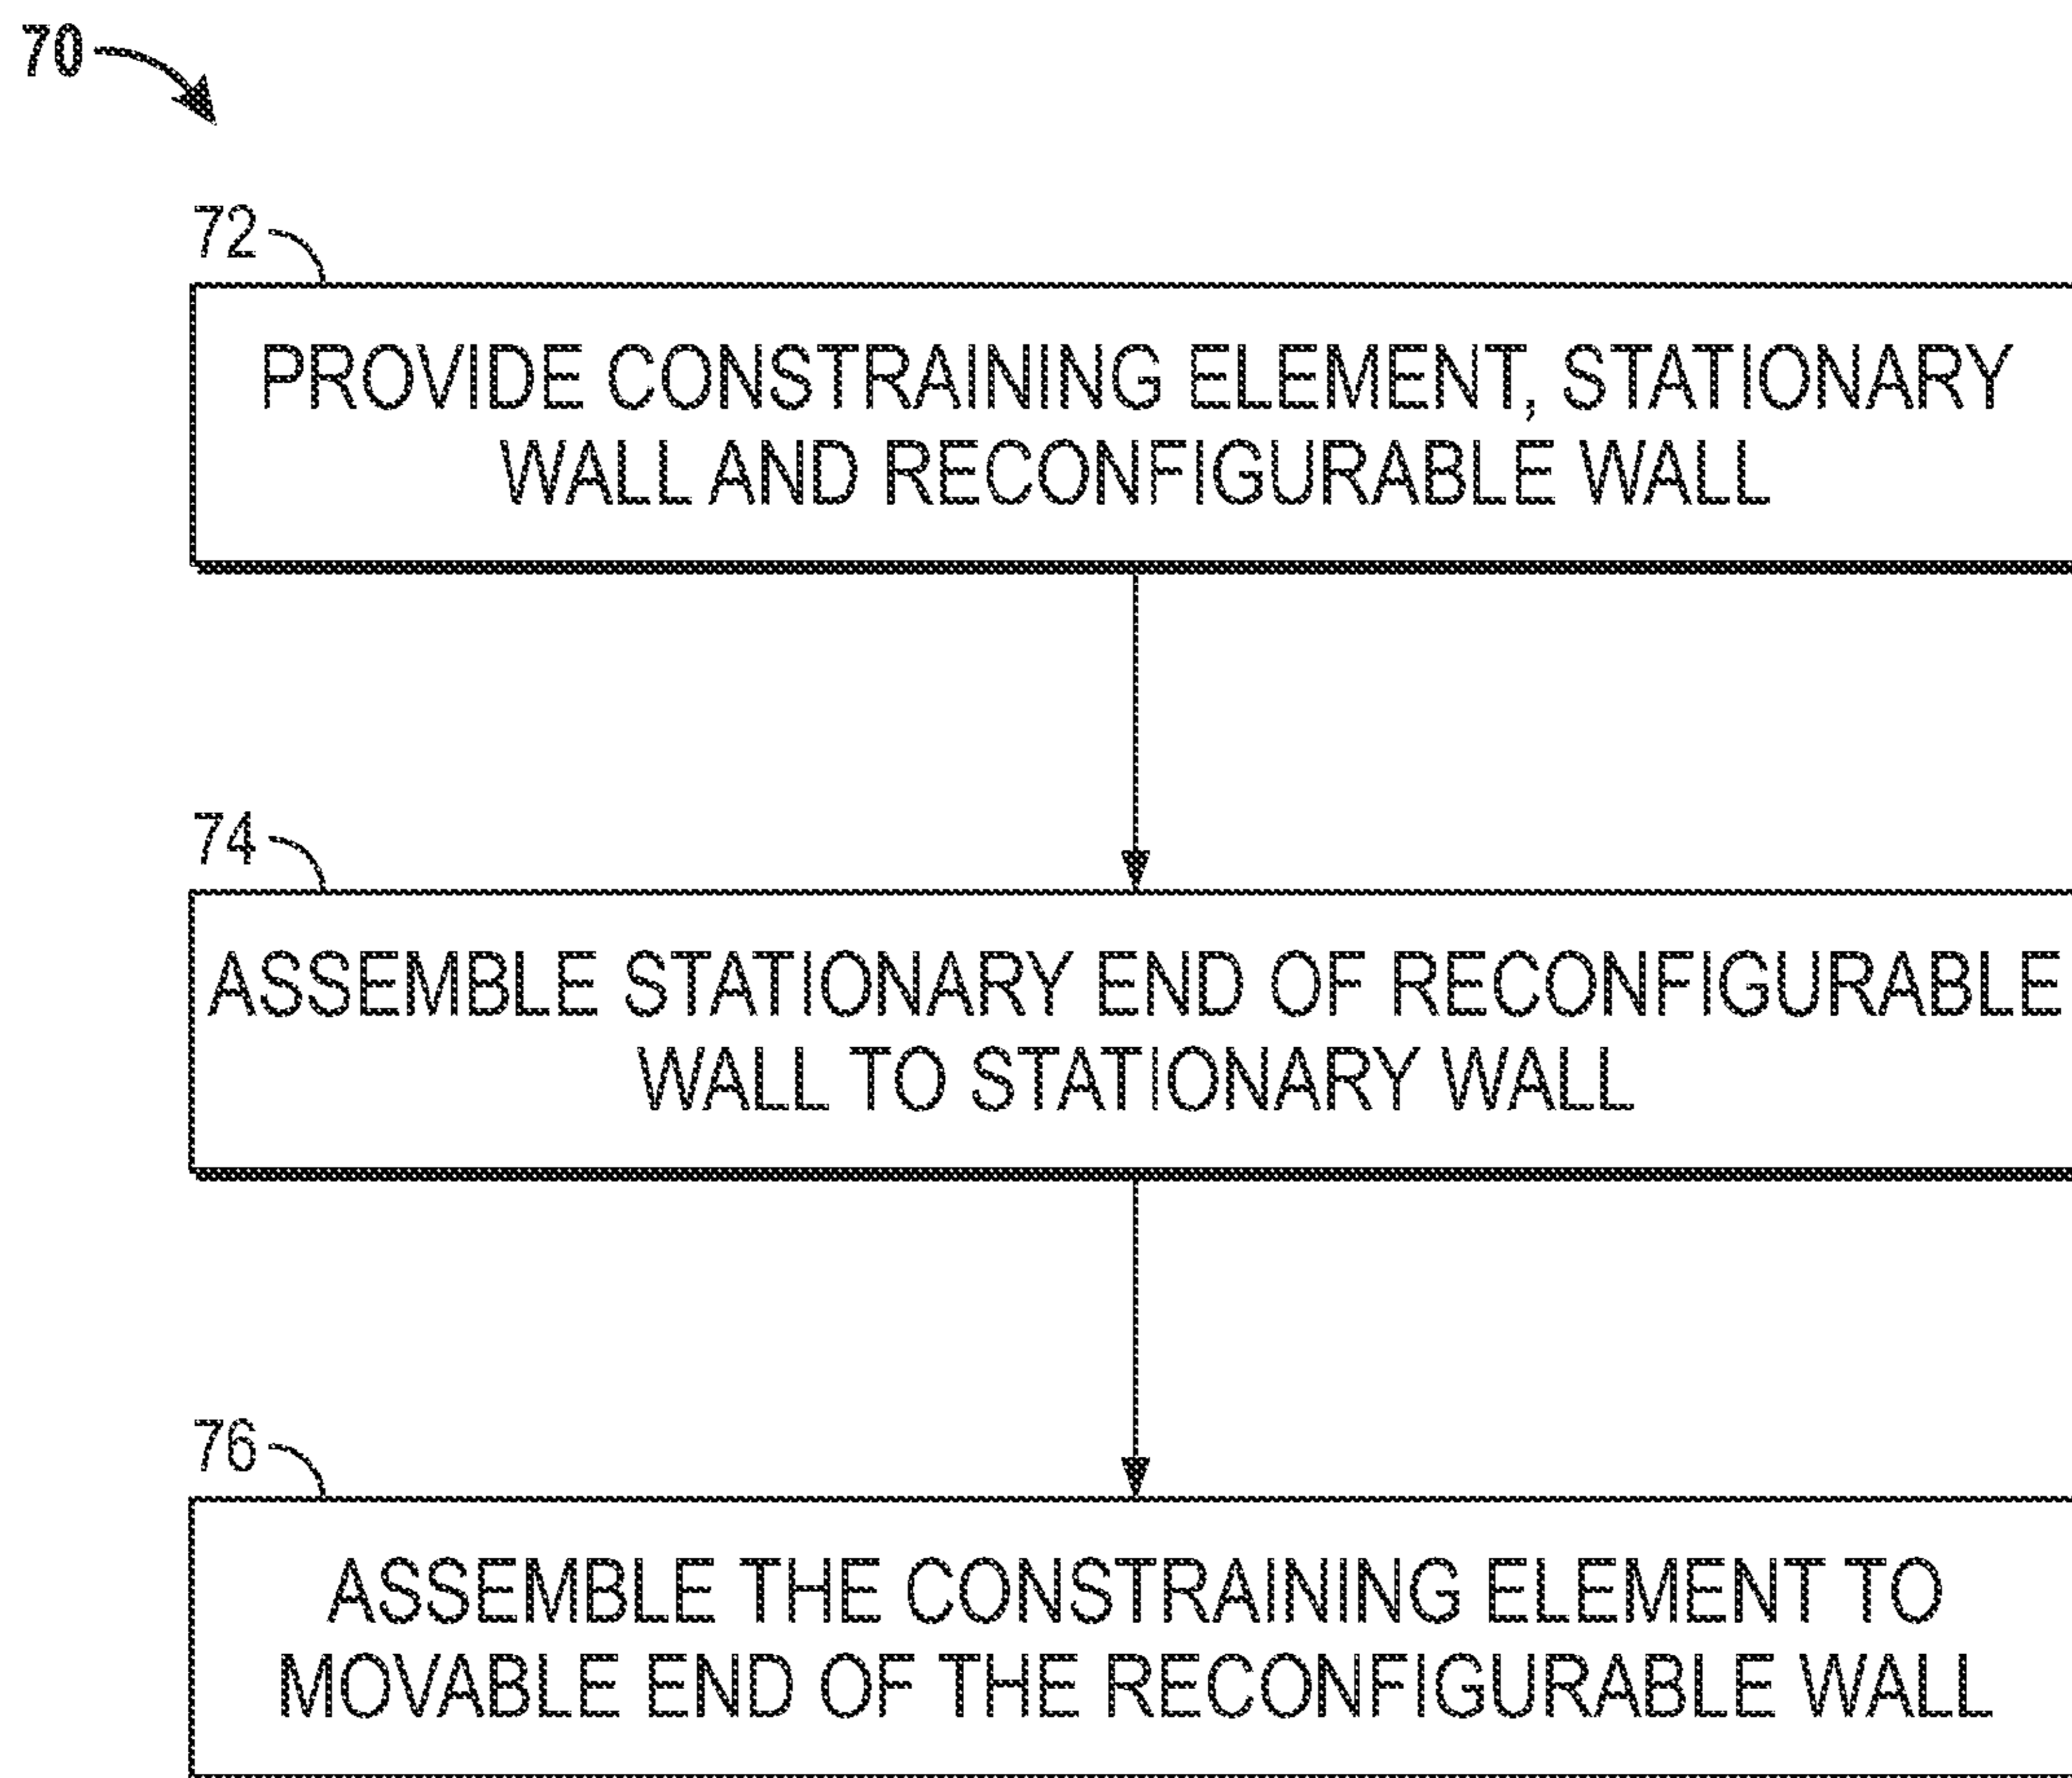 70
72
PROVIDE CONSTRAINING ELEMENT, STATIONARY
WALL AND RECONFIGURABLE WALL
74
ASSEMBLE STATIONARY END OF RECONFIGURABLE
WALL TO STATIONARY WALL
76
ASSEMBLE THE CONSTRAINING ELEMENT TO
MOVABLE END OF THE RECONFIGURABLE WALL